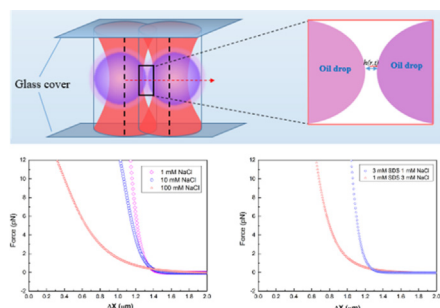 Glass cover
h(r,t)
Oil drop
Oil drop
12
10
8
6
4
2
0
Force (pN)
1 mM NaCl
10 mM NaCl
100 mM NaCl
0.0 0.2 0.4 0.6 0.8 1.0 1.2 1.4 1.6 1.8 2.0
ΔX (μm)
12
10
8
6
4
2
0
Force (pN)
3 mM SDS 1 mM NaCl
1 mM SDS 3 mM NaCl
0.0 0.2 0.4 0.6 0.8 1.0 1.2 1.4 1.6 1.8 2.0
ΔX (μm)